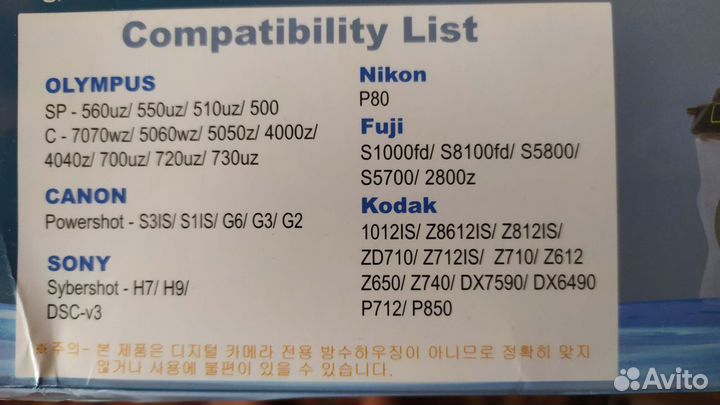 Compatibility List
OLYMPUS
SP - 560uz/ 550uz/ 510uz/ 500
C - 7070wz/ 5060wz/ 5050z/ 4000z/
4040z/ 700uz/ 720uz/ 730uz
CANON
Powershot - S3IS/ S1IS/ G6/ G3/ G2
SONY
Sybershot - H7/ H9/
DSC-v3
Nikon
P80
Fuji
S1000fd/ S8100fd/ S5800/
S5700/ 2800z
Kodak
1012IS/ Z8612IS/ Z812IS/
ZD710/ Z712IS/ Z710/ Z612
Z650/ Z740/ DX7590/ DX6490
P712/ P850
※주의- 본 제품은 디지털 카메라 전용 방수하우징이 아니므로 정확히 맞지
않거나 사용에 불편이 있을 수 있습니다.
Avito